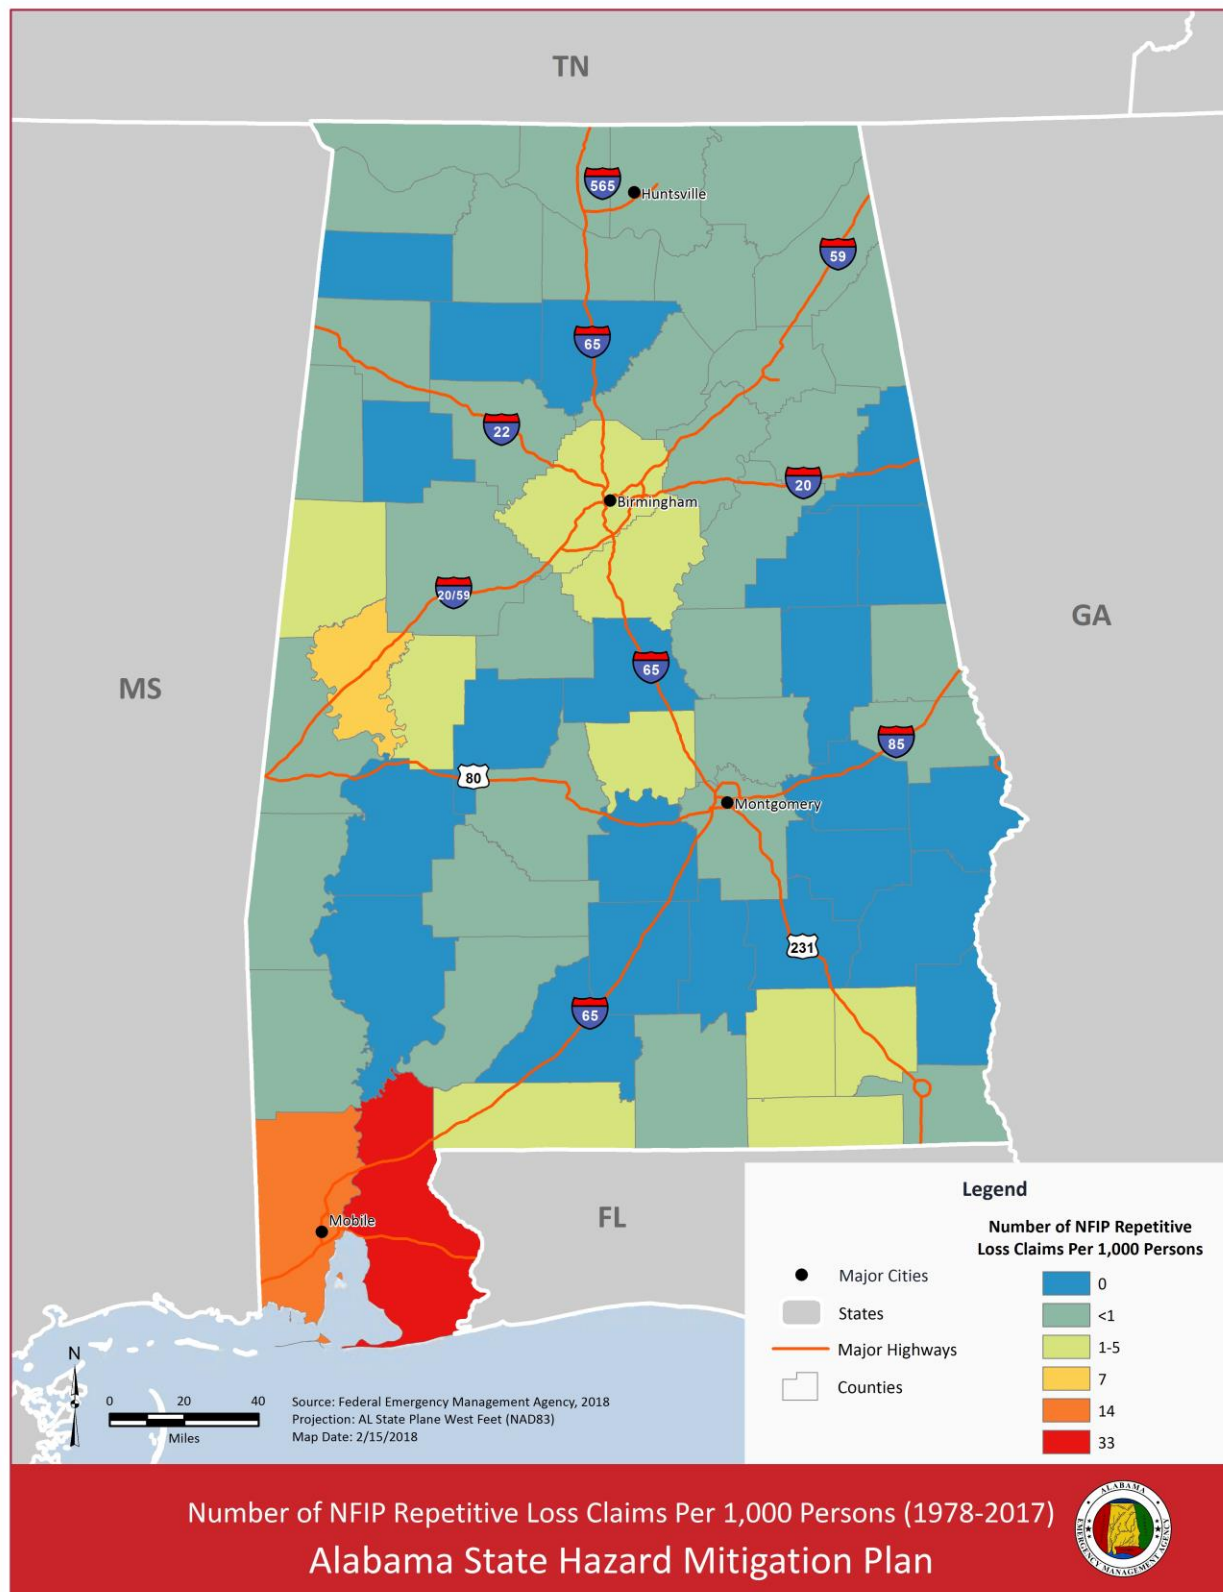 TN
565
Huntsville
59
65
22
20
Birmingham
20/59
GA
65
MS
85
80
Montgomery
231
65
Mobile
FL
Legend
Number of NFIP Repetitive
Loss Claims Per 1,000 Persons
Major Cities
States
Major Highways
Counties
0
<1
1-5
7
14
33
N
0 20 40
Miles
Source: Federal Emergency Management Agency, 2018
Projection: AL State Plane West Feet (NAD83)
Map Date: 2/15/2018
Number of NFIP Repetitive Loss Claims Per 1,000 Persons (1978-2017)
Alabama State Hazard Mitigation Plan
ALABAMA
EMERGENCY MANAGEMENT AGENCY